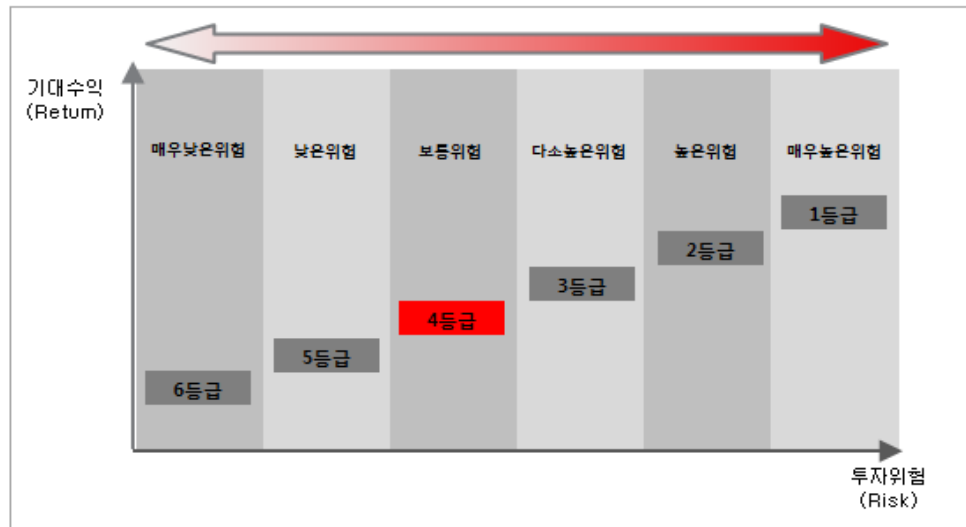 기대수익
(Return)
매우낮은위험
낮은위험
보통위험
다소높은위험
높은위험
매우높은위험
1등급
2등급
3등급
4등급
5등급
6등급
투자위험
(Risk)